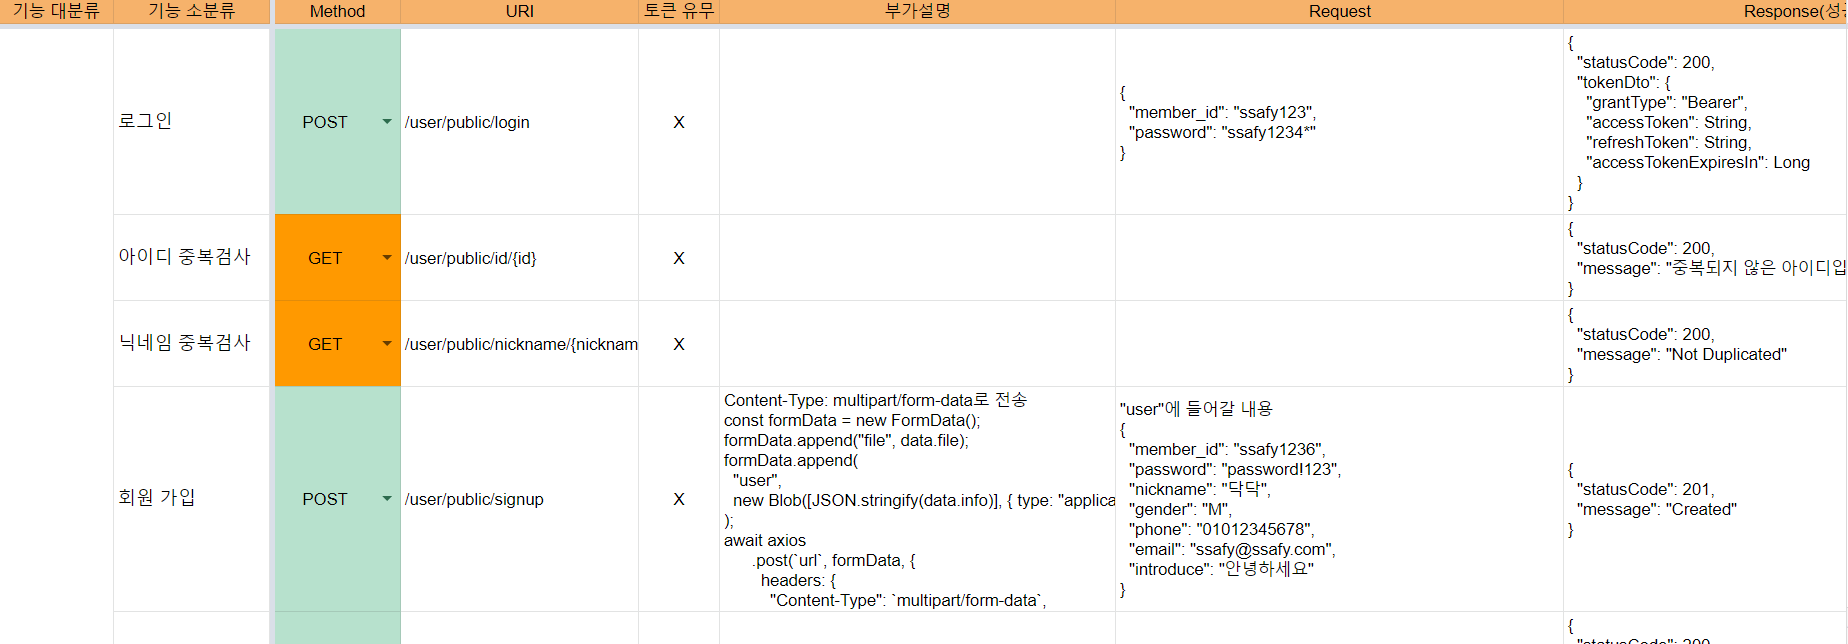 기능 대분류 기능 소분류 Method URI 토큰 유무 부가설명 Request Response(성
로그인
POST
/user/public/login
X
{
"member_id": "ssafy123",
"password": "ssafy1234*"
}
{
"statusCode": 200,
"tokenDto": {
"grantType": "Bearer",
"accessToken": String,
"refreshToken": String,
"accessTokenExpiresIn": Long
}
}
아이디 중복검사
GET
/user/public/id/{id}
X
{
"statusCode": 200,
"message": "중복되지 않은 아이디입
}
닉네임 중복검사
GET
/user/public/nickname/{nicknam
X
{
"statusCode": 200,
"message": "Not Duplicated"
}
회원 가입
POST
/user/public/signup
X
Content-Type: multipart/form-data로 전송
const formData = new FormData();
formData.append("file", data.file);
formData.append(
"user",
new Blob([JSON.stringify(data.info)], { type: "applica
);
await axios
.post(`url`, formData, {
headers: {
"Content-Type": `multipart/form-data`,
"user"에 들어갈 내용
{
"member_id": "ssafy1236",
"password": "password!123",
"nickname": "닥닥",
"gender": "M",
"phone": "01012345678",
"email": "ssafy@ssafy.com",
"introduce": "안녕하세요"
}
{
"statusCode": 201,
"message": "Created"
}
{